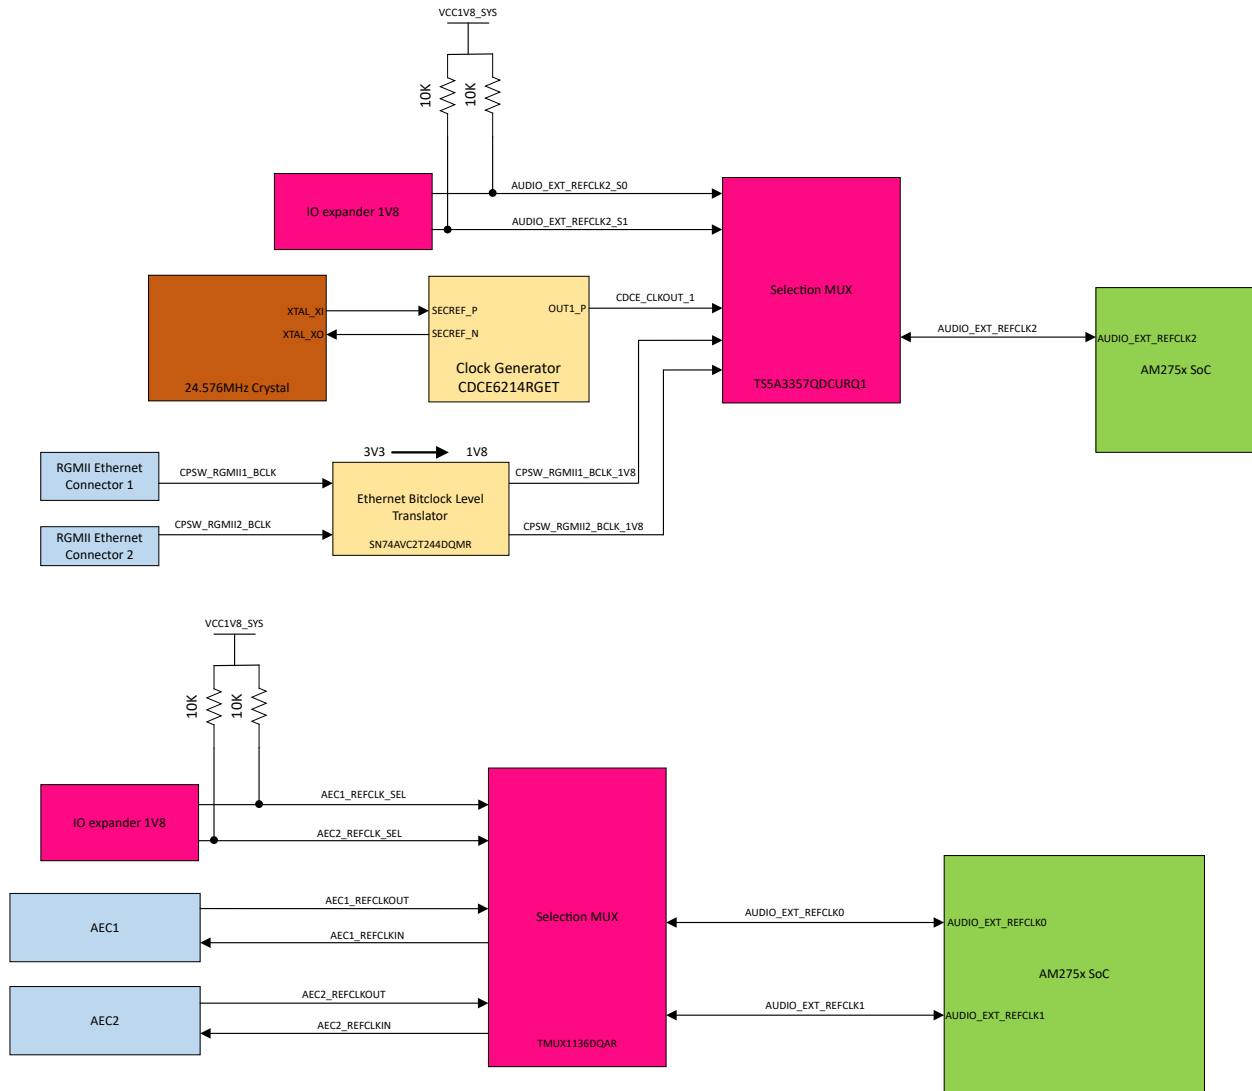 VCC1V8_SYS
10K
10K
IO expander 1V8
AUDIO_EXT_REFCLK2_S0
AUDIO_EXT_REFCLK2_S1
XTAL_XI
XTAL_XO
24.576MHz Crystal
SECREF_P
SECREF_N
OUT1_P
Clock Generator
CDCE6214RGET
CDCE_CLKOUT_1
Selection MUX
TS5A3357QDCURQ1
AUDIO_EXT_REFCLK2
AUDIO_EXT_REFCLK2
AM275x SoC
RGMII Ethernet
Connector 1
CPSW_RGMII1_BCLK
RGMII Ethernet
Connector 2
CPSW_RGMII2_BCLK
3V3
1V8
Ethernet Bitclock Level
Translator
SN74AVC2T244DQMR
CPSW_RGMII1_BCLK_1V8
CPSW_RGMII2_BCLK_1V8
VCC1V8_SYS
10K
10K
IO expander 1V8
AEC1_REFCLK_SEL
AEC2_REFCLK_SEL
AEC1
AEC1_REFCLKOUT
AEC1_REFCLKIN
AEC2
AEC2_REFCLKOUT
AEC2_REFCLKIN
Selection MUX
TMUX1136DQAR
AUDIO_EXT_REFCLK0
AUDIO_EXT_REFCLK1
AUDIO_EXT_REFCLK0
AM275x SoC
AUDIO_EXT_REFCLK1